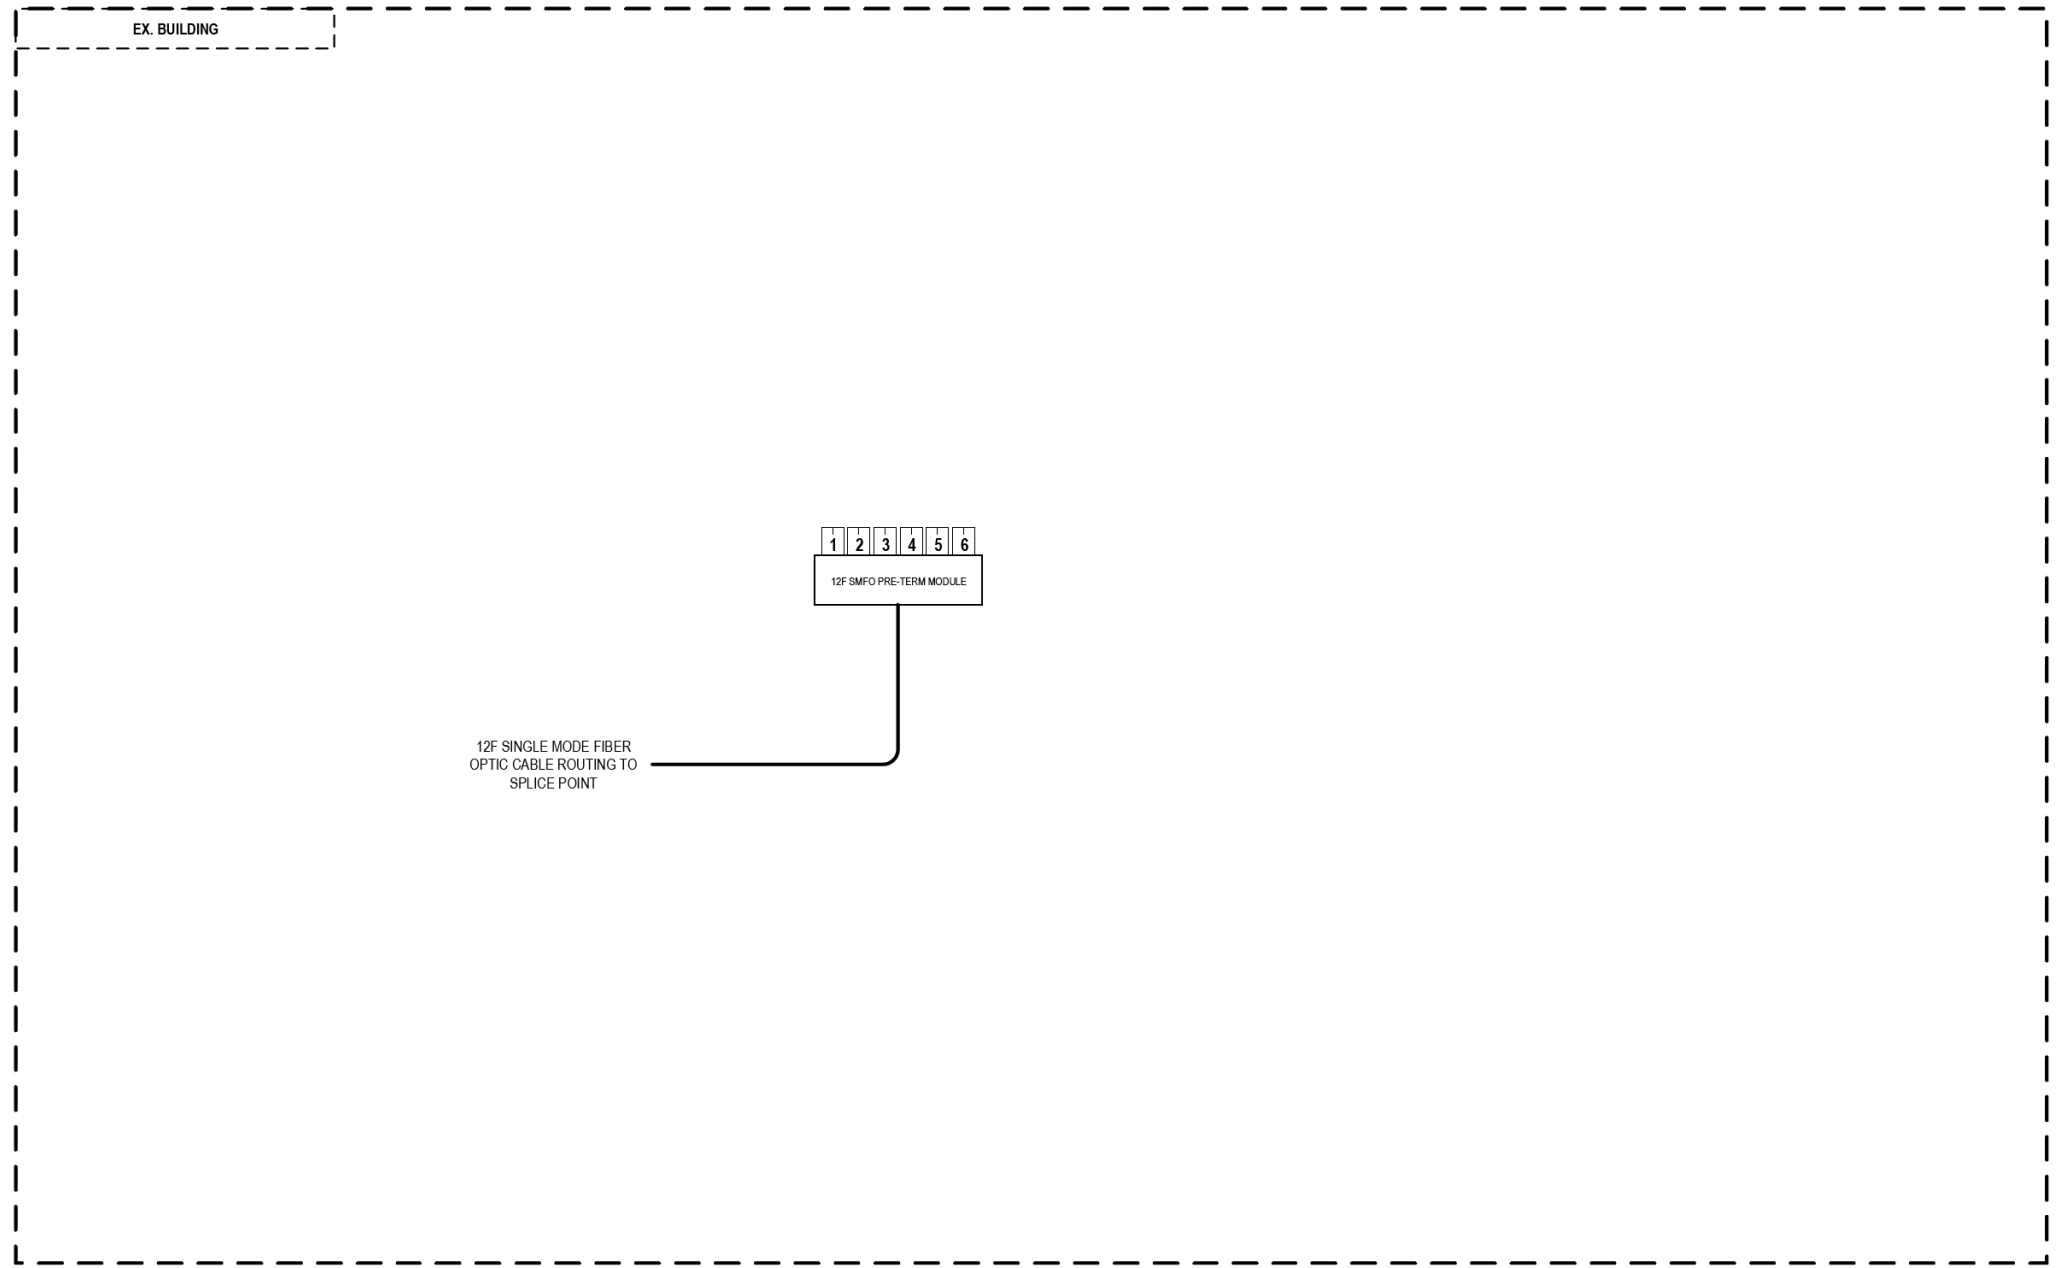 EX. BUILDING
1 2 3 4 5 6
12F SMFO PRE-TERM MODULE
12F SINGLE MODE FIBER
OPTIC CABLE ROUTING TO
SPLICE POINT